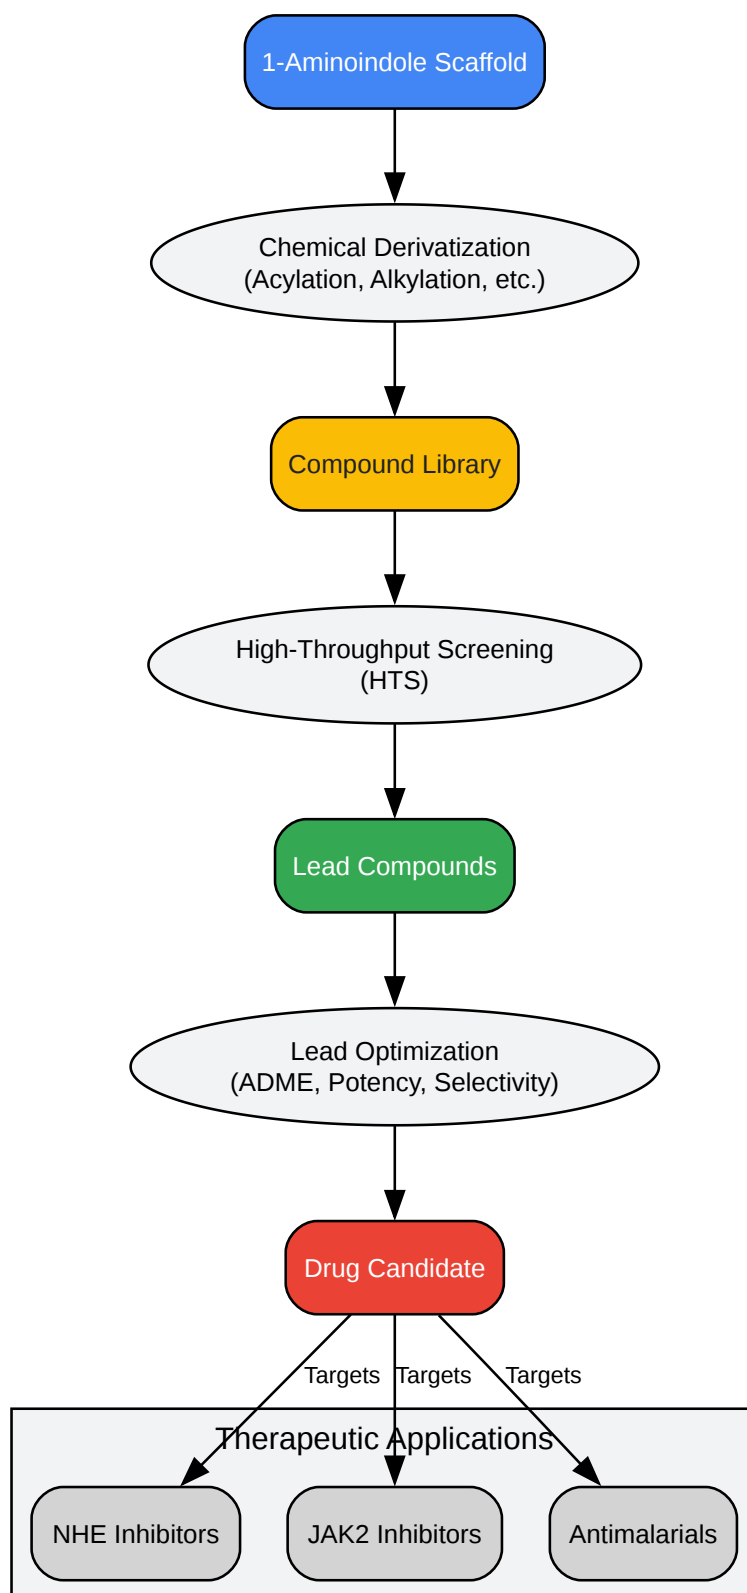 1-Aminoindole Scaffold
Chemical Derivatization
(Acylation, Alkylation, etc.)
Compound Library
High-Throughput Screening
(HTS)
Lead Compounds
Lead Optimization
(ADME, Potency, Selectivity)
Drug Candidate
Targets
Targets
Targets
Therapeutic Applications
NHE Inhibitors
JAK2 Inhibitors
Antimalarials